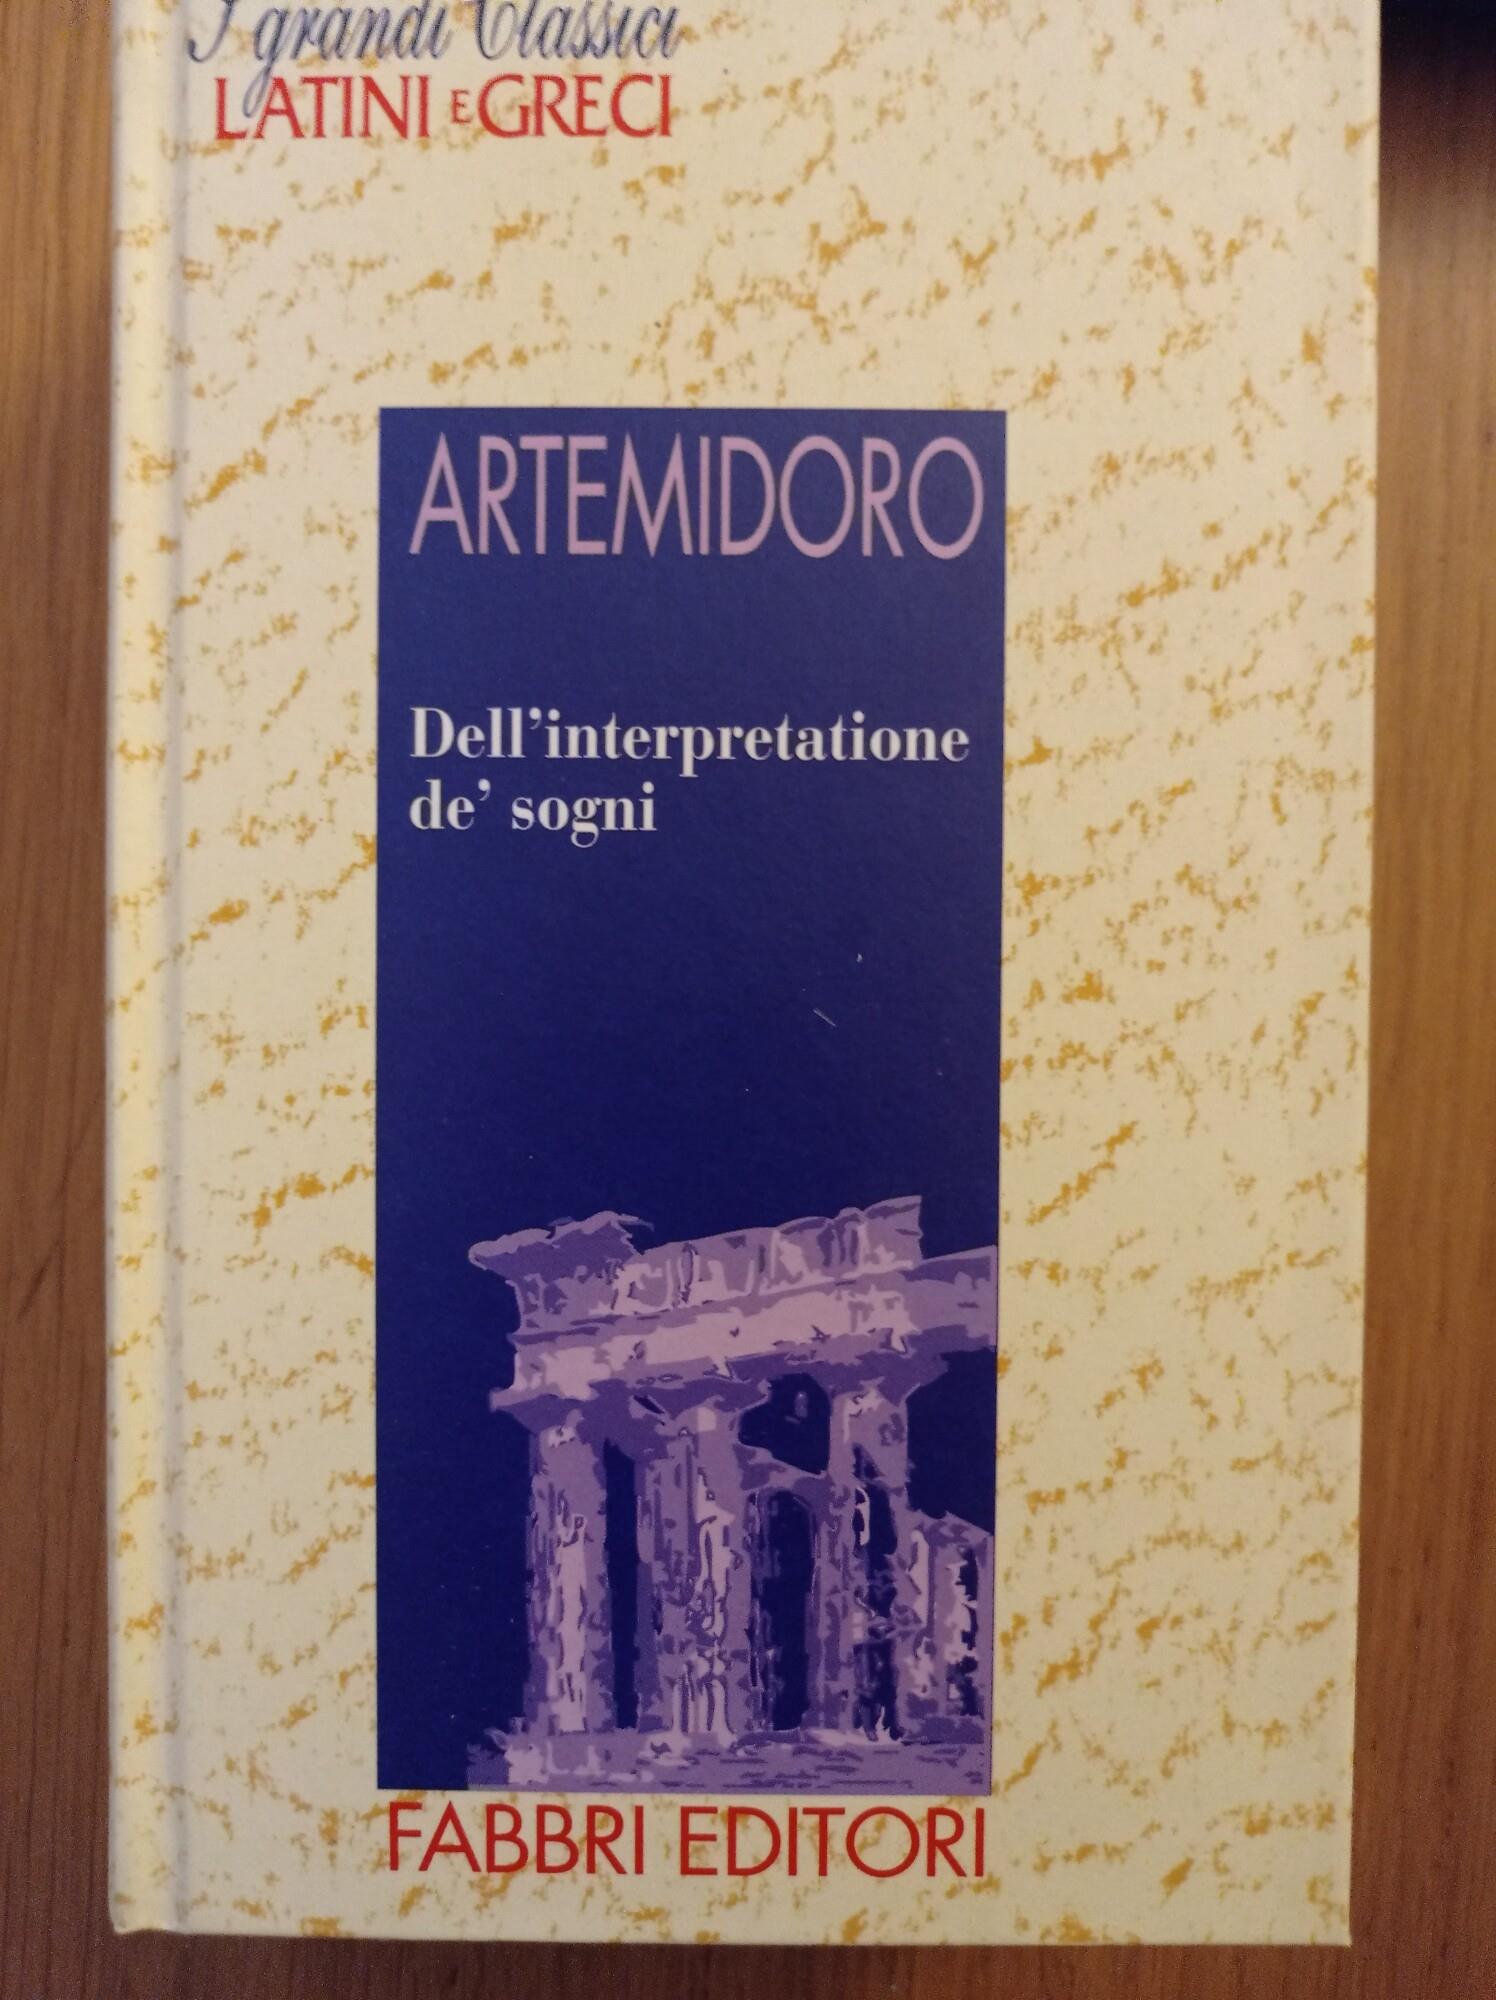 I grandi Classici
LATINI E GRECI
ARTEMIDORO
Dell'interpretatione
de' sogni
FABBRI EDITORI